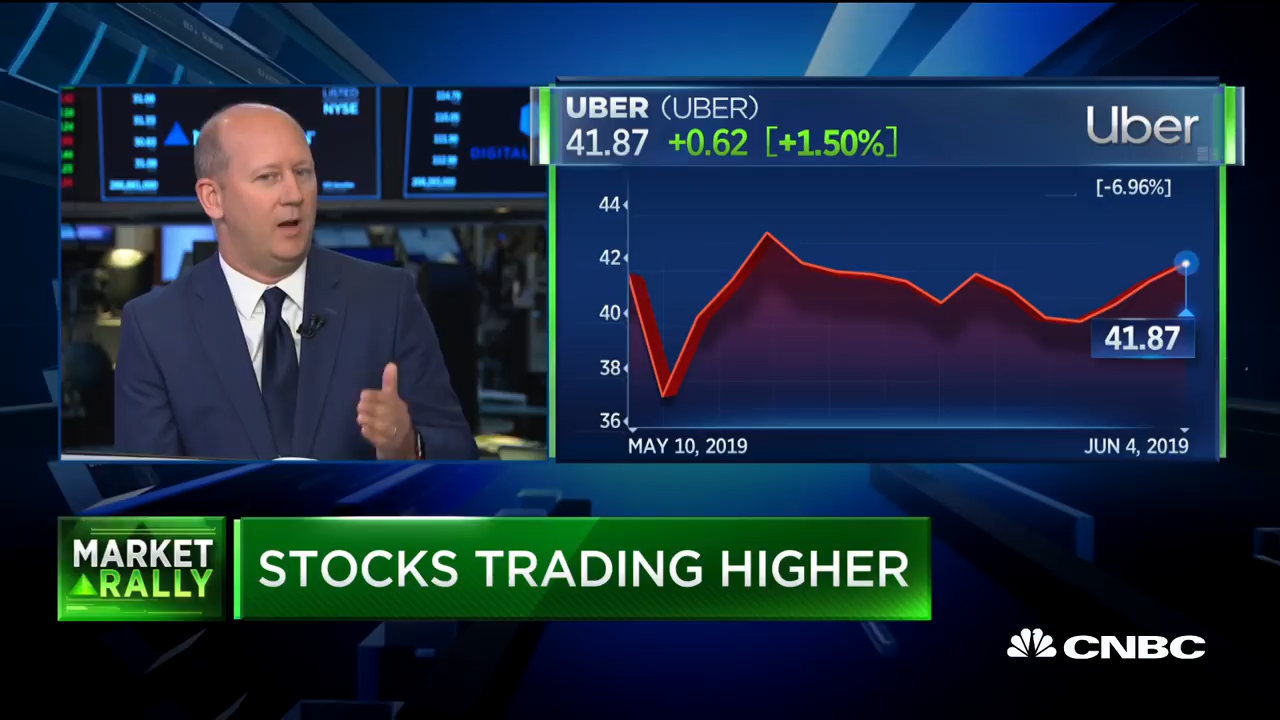 LISTED
NYSE
DIGITAL
UBER (UBER)
41.87 +0.62 [+1.50%]
Uber
[-6.96%]
44
42
40
38
36
41.87
MAY 10, 2019
JUN 4, 2019
MARKET
RALLY
STOCKS TRADING HIGHER
CNBC